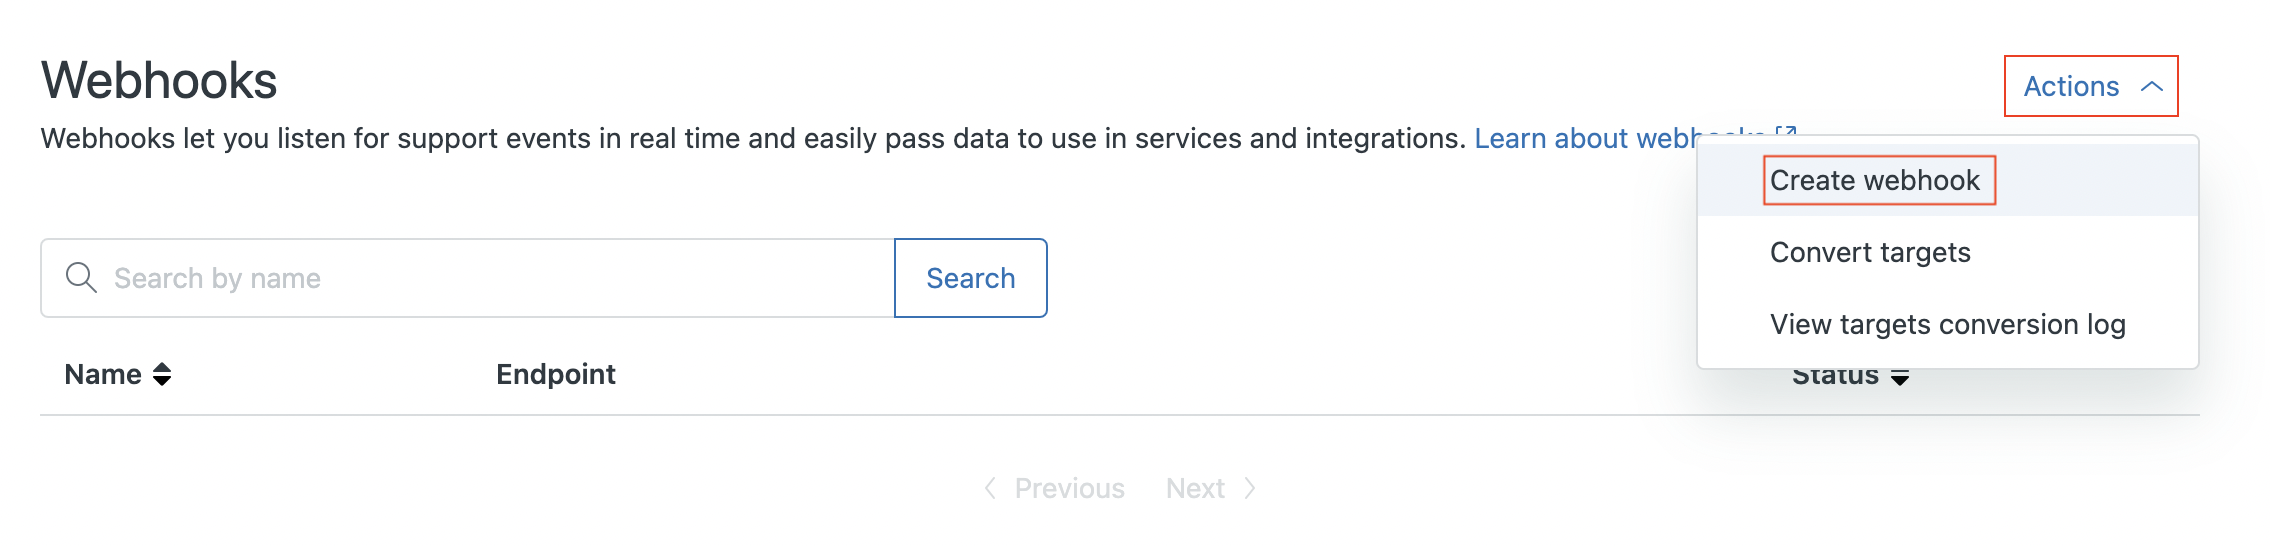 Webhooks
Actions
Webhooks let you listen for support events in real time and easily pass data to use in services and integrations. Learn about webhooks
Create webhook
Convert targets
View targets conversion log
Search by name
Search
Name
Endpoint
Status
Previous
Next